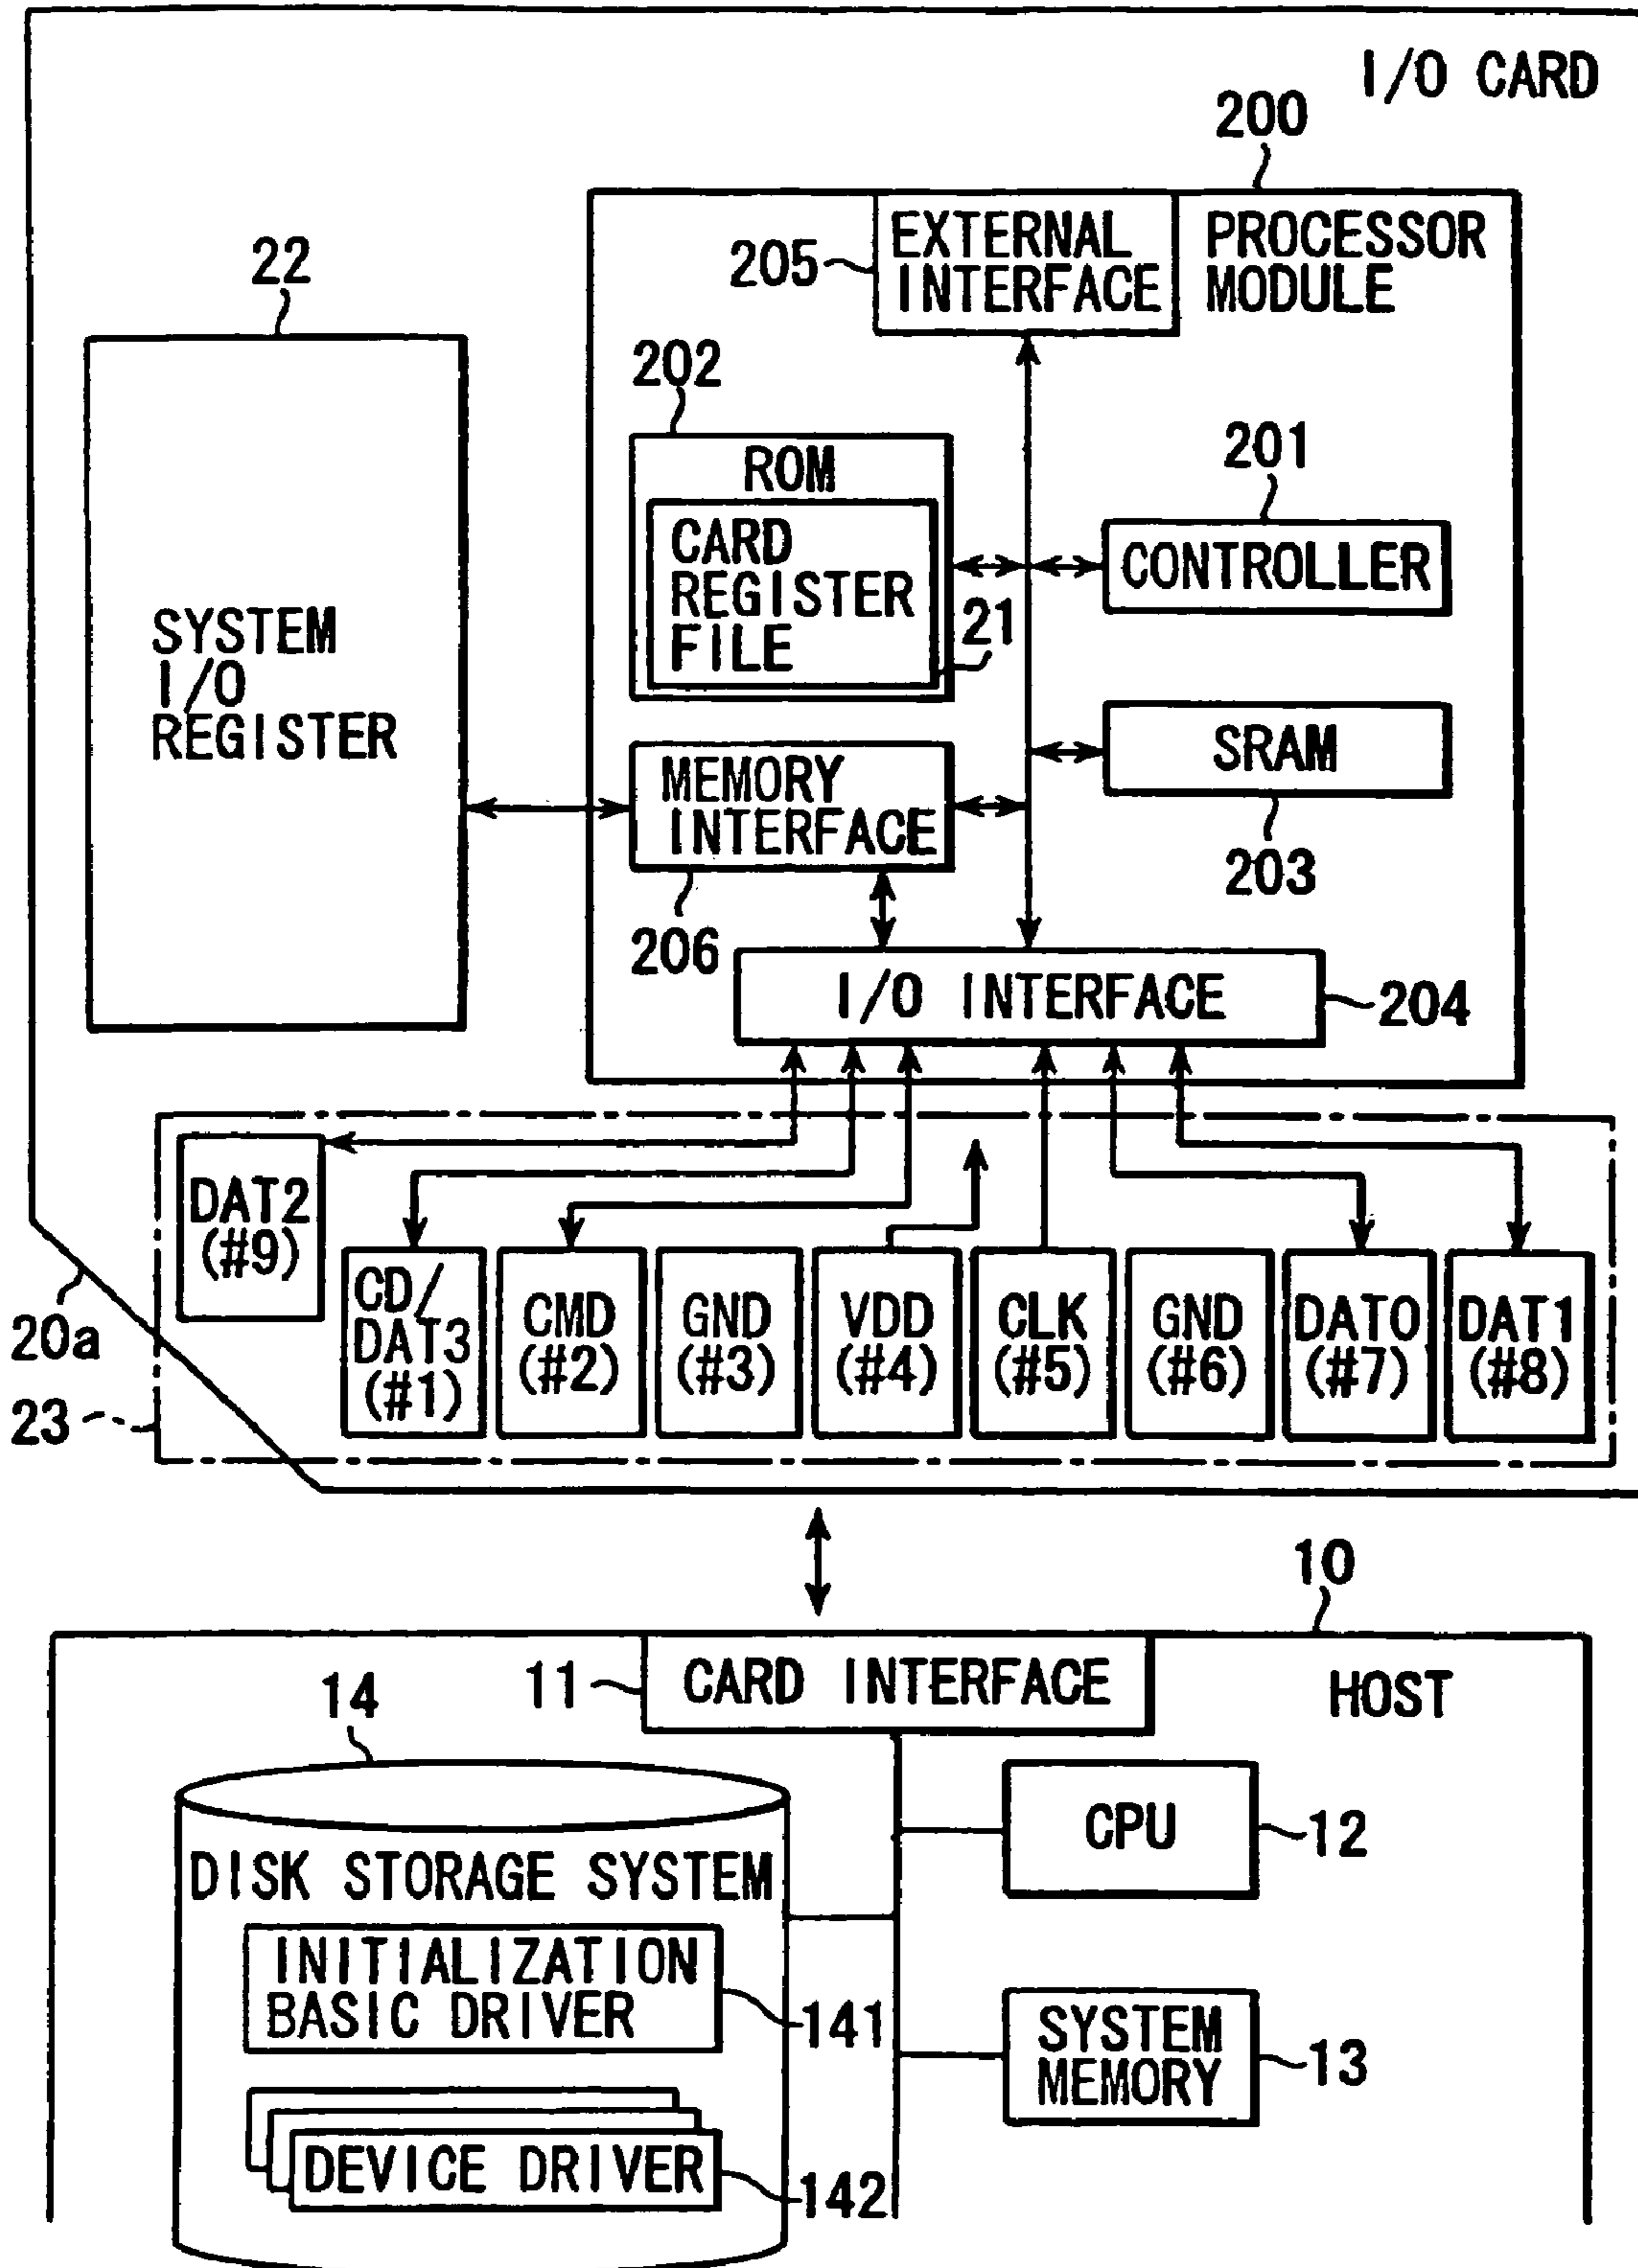 I/O CARD
200
EXTERNAL
INTERFACE
PROCESSOR
MODULE
205
22
202
ROM
CARD
REGISTER
FILE
21
201
CONTROLLER
SYSTEM
I/O
REGISTER
SRAM
203
MEMORY
INTERFACE
206
I/O INTERFACE
204
DAT2
(#9)
CD/
DAT3
(#1)
CMD
(#2)
GND
(#3)
VDD
(#4)
CLK
(#5)
GND
(#6)
DAT0
(#7)
DAT1
(#8)
20a
23
10
11
CARD INTERFACE
HOST
14
CPU
12
DISK STORAGE SYSTEM
INITIALIZATION
BASIC DRIVER
141
SYSTEM
MEMORY
13
DEVICE DRIVER
142